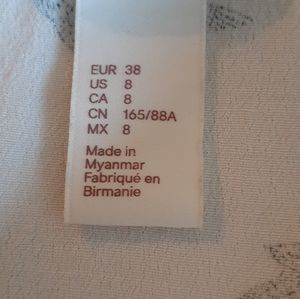 EUR 38
US 8
CA 8
CN 165/88A
MX 8
Made in
Myanmar
Fabriqué en
Birmanie